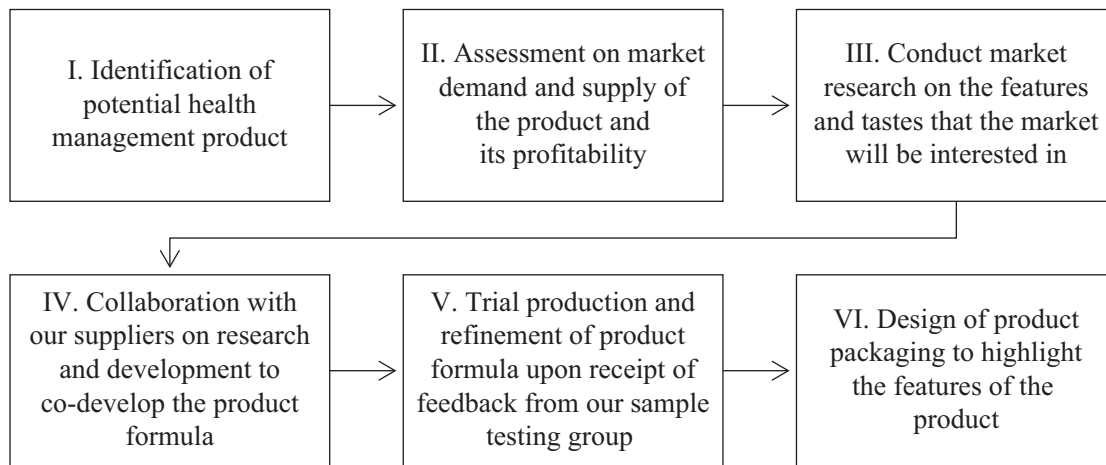 I. Identification of
potential health
management product
II. Assessment on market
demand and supply of
the product and
its profitability
III. Conduct market
research on the features
and tastes that the market
will be interested in
IV. Collaboration with
our suppliers on research
and development to
co-develop the product
formula
V. Trial production and
refinement of product
formula upon receipt of
feedback from our sample
testing group
VI. Design of product
packaging to highlight
the features of the
product